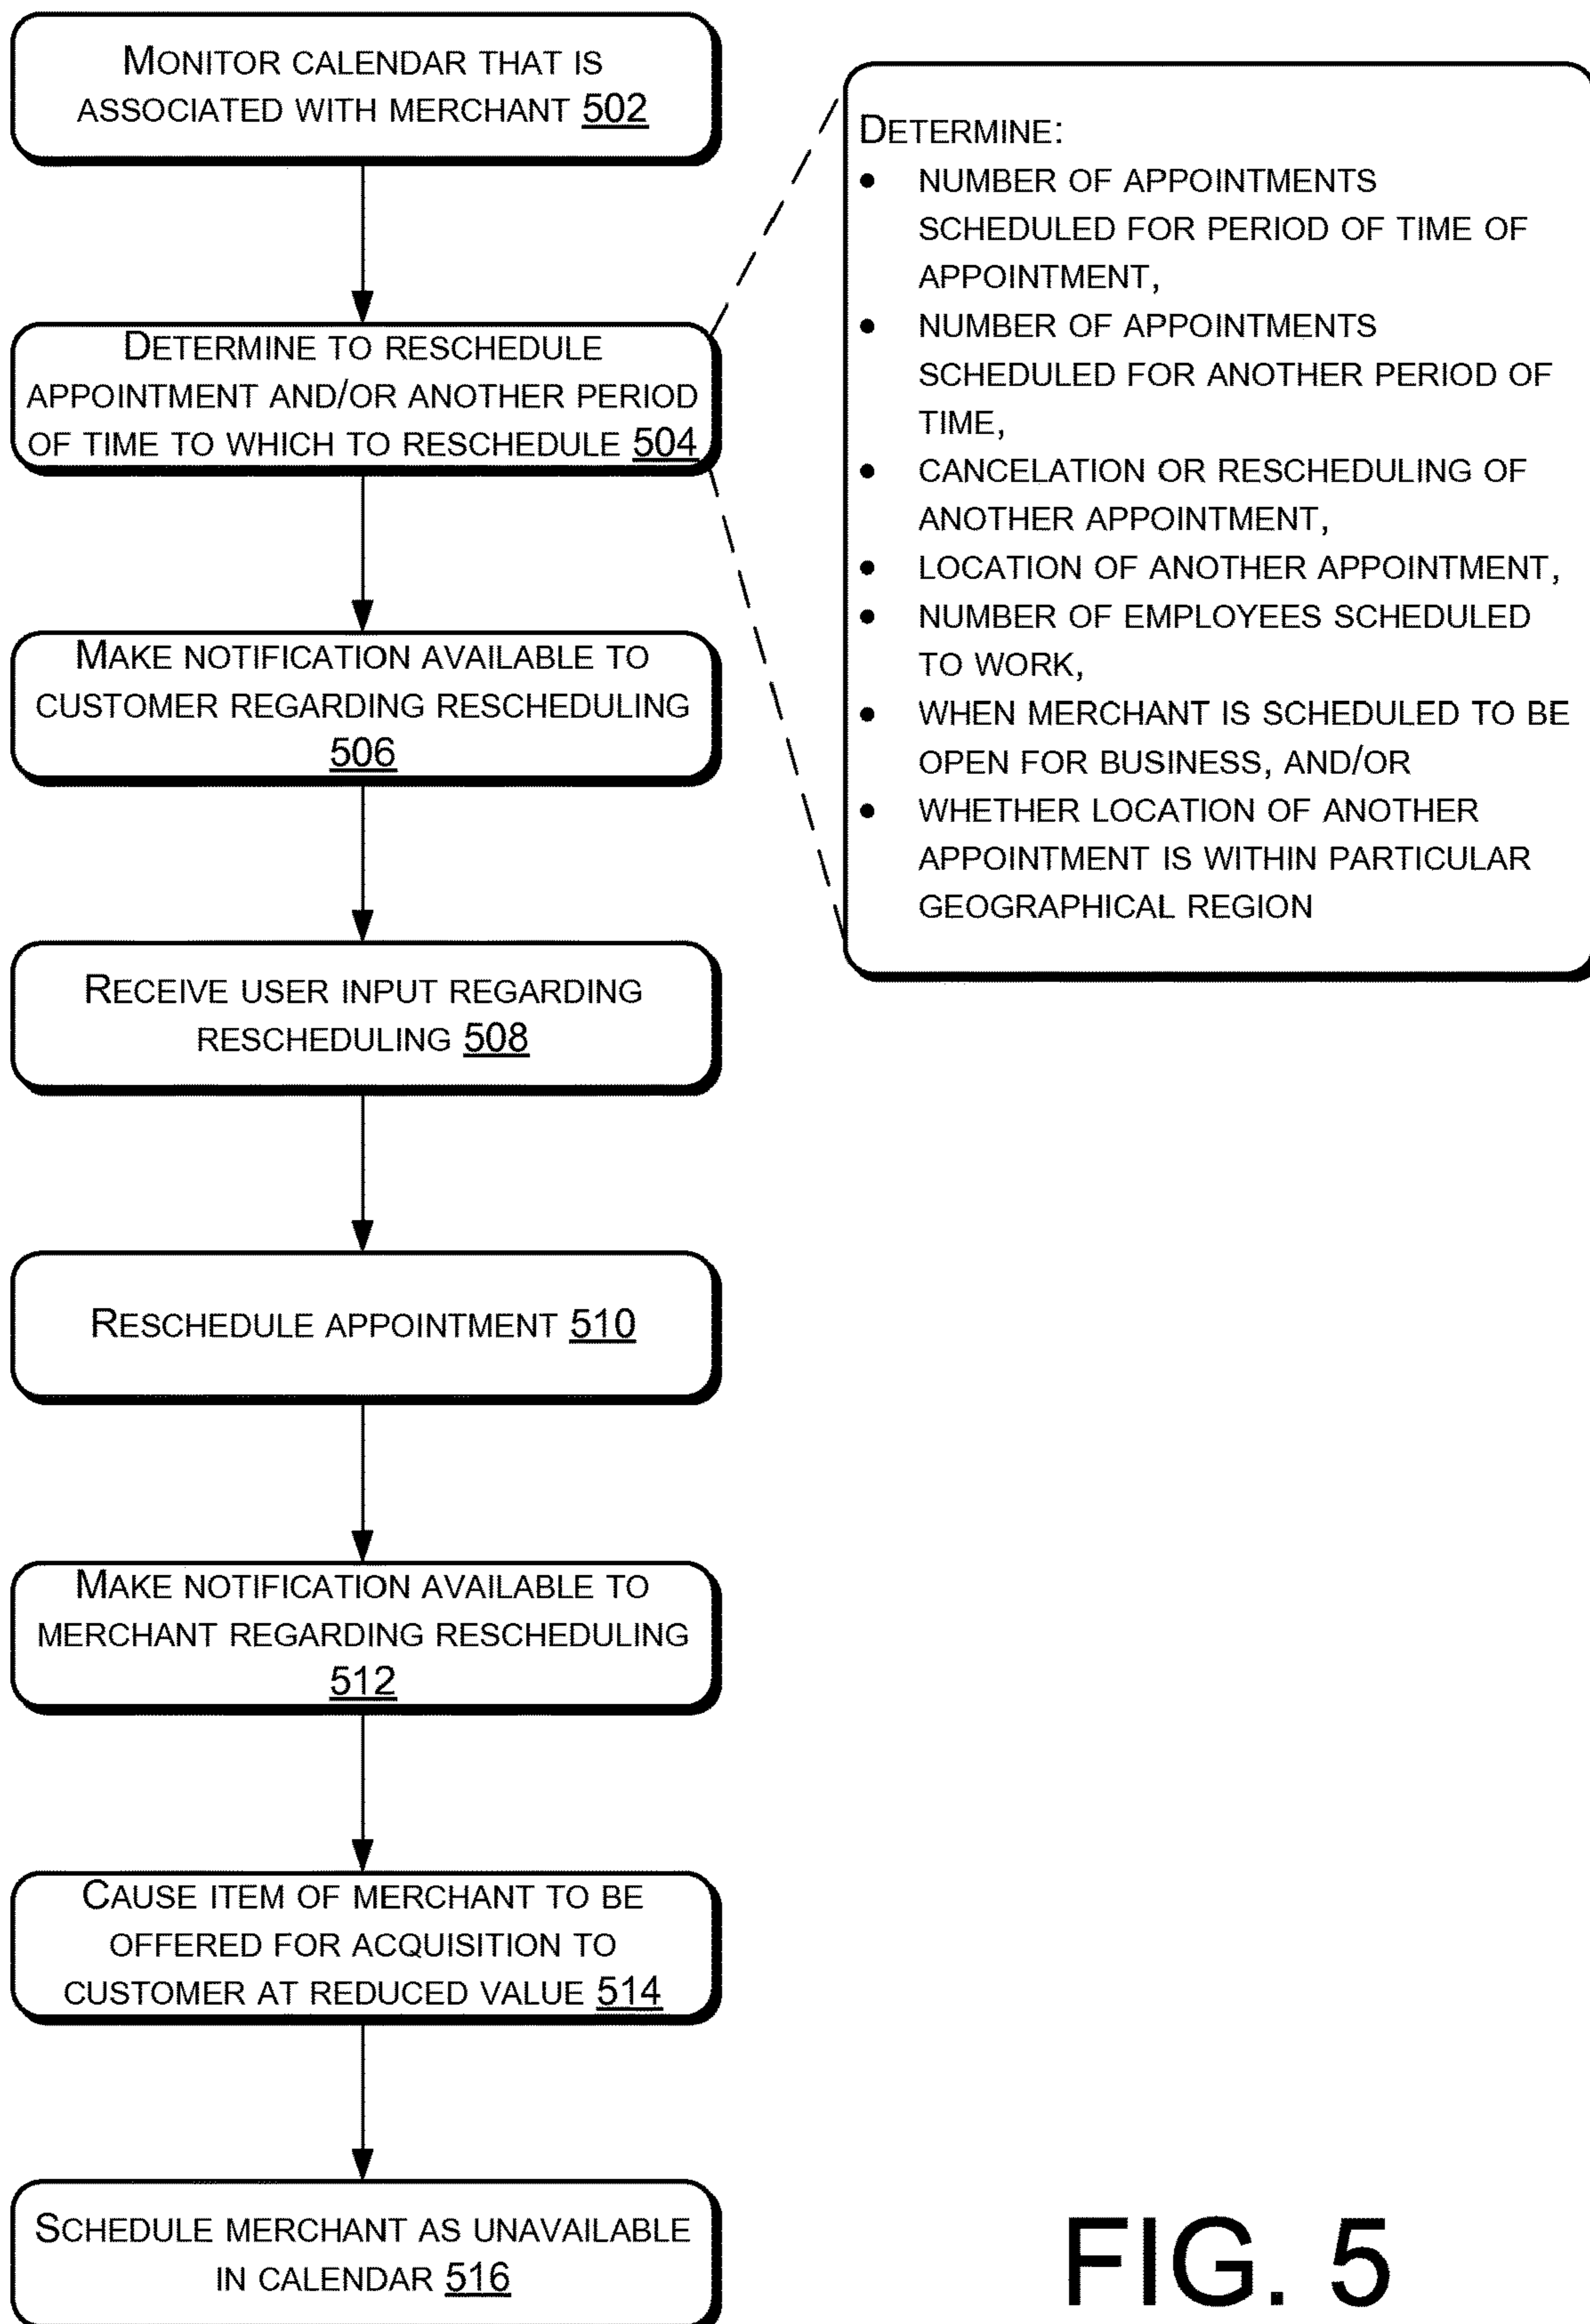 MONITOR CALENDAR THAT IS
ASSOCIATED WITH MERCHANT 502
DETERMINE TO RESCHEDULE
APPOINTMENT AND/OR ANOTHER PERIOD
OF TIME TO WHICH TO RESCHEDULE 504
DETERMINE:
• NUMBER OF APPOINTMENTS
SCHEDULED FOR PERIOD OF TIME OF
APPOINTMENT,
• NUMBER OF APPOINTMENTS
SCHEDULED FOR ANOTHER PERIOD OF
TIME,
• CANCELATION OR RESCHEDULING OF
ANOTHER APPOINTMENT,
• LOCATION OF ANOTHER APPOINTMENT,
• NUMBER OF EMPLOYEES SCHEDULED
TO WORK,
• WHEN MERCHANT IS SCHEDULED TO BE
OPEN FOR BUSINESS, AND/OR
• WHETHER LOCATION OF ANOTHER
APPOINTMENT IS WITHIN PARTICULAR
GEOGRAPHICAL REGION
MAKE NOTIFICATION AVAILABLE TO
CUSTOMER REGARDING RESCHEDULING
506
RECEIVE USER INPUT REGARDING
RESCHEDULING 508
RESCHEDULE APPOINTMENT 510
MAKE NOTIFICATION AVAILABLE TO
MERCHANT REGARDING RESCHEDULING
512
CAUSE ITEM OF MERCHANT TO BE
OFFERED FOR ACQUISITION TO
CUSTOMER AT REDUCED VALUE 514
SCHEDULE MERCHANT AS UNAVAILABLE
IN CALENDAR 516
FIG. 5